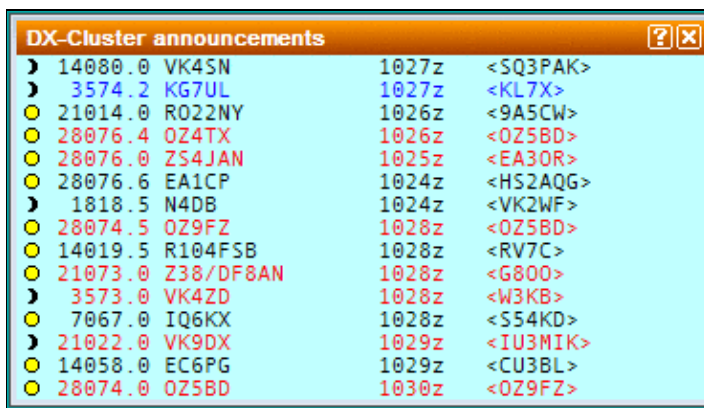 DX-Cluster announcements
14080.0 VK4SN 1027z <SQ3PAK>
3574.2 KG7UL 1027z <KL7X>
21014.0 RO22NY 1026z <9A5CW>
28076.4 OZ4TX 1026z <OZ5BD>
28076.0 ZS4JAN 1025z <EA3OR>
28076.6 EA1CP 1024z <HS2AQG>
1818.5 N4DB 1024z <VK2WF>
28074.5 OZ9FZ 1028z <OZ5BD>
14019.5 R104FSB 1028z <RV7C>
21073.0 Z38/DF8AN 1028z <G8OO>
3573.0 VK4ZD 1028z <W3KB>
7067.0 IQ6KX 1028z <S54KD>
21022.0 VK9DX 1029z <IU3MIK>
14058.0 EC6PG 1029z <CU3BL>
28074.0 OZ5BD 1030z <OZ9FZ>